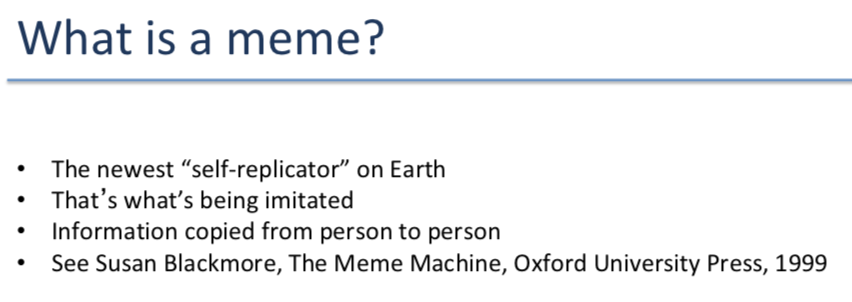 What is a meme?
• The newest “self-replicator” on Earth
• That’s what’s being imitated
• Information copied from person to person
• See Susan Blackmore, The Meme Machine, Oxford University Press, 1999